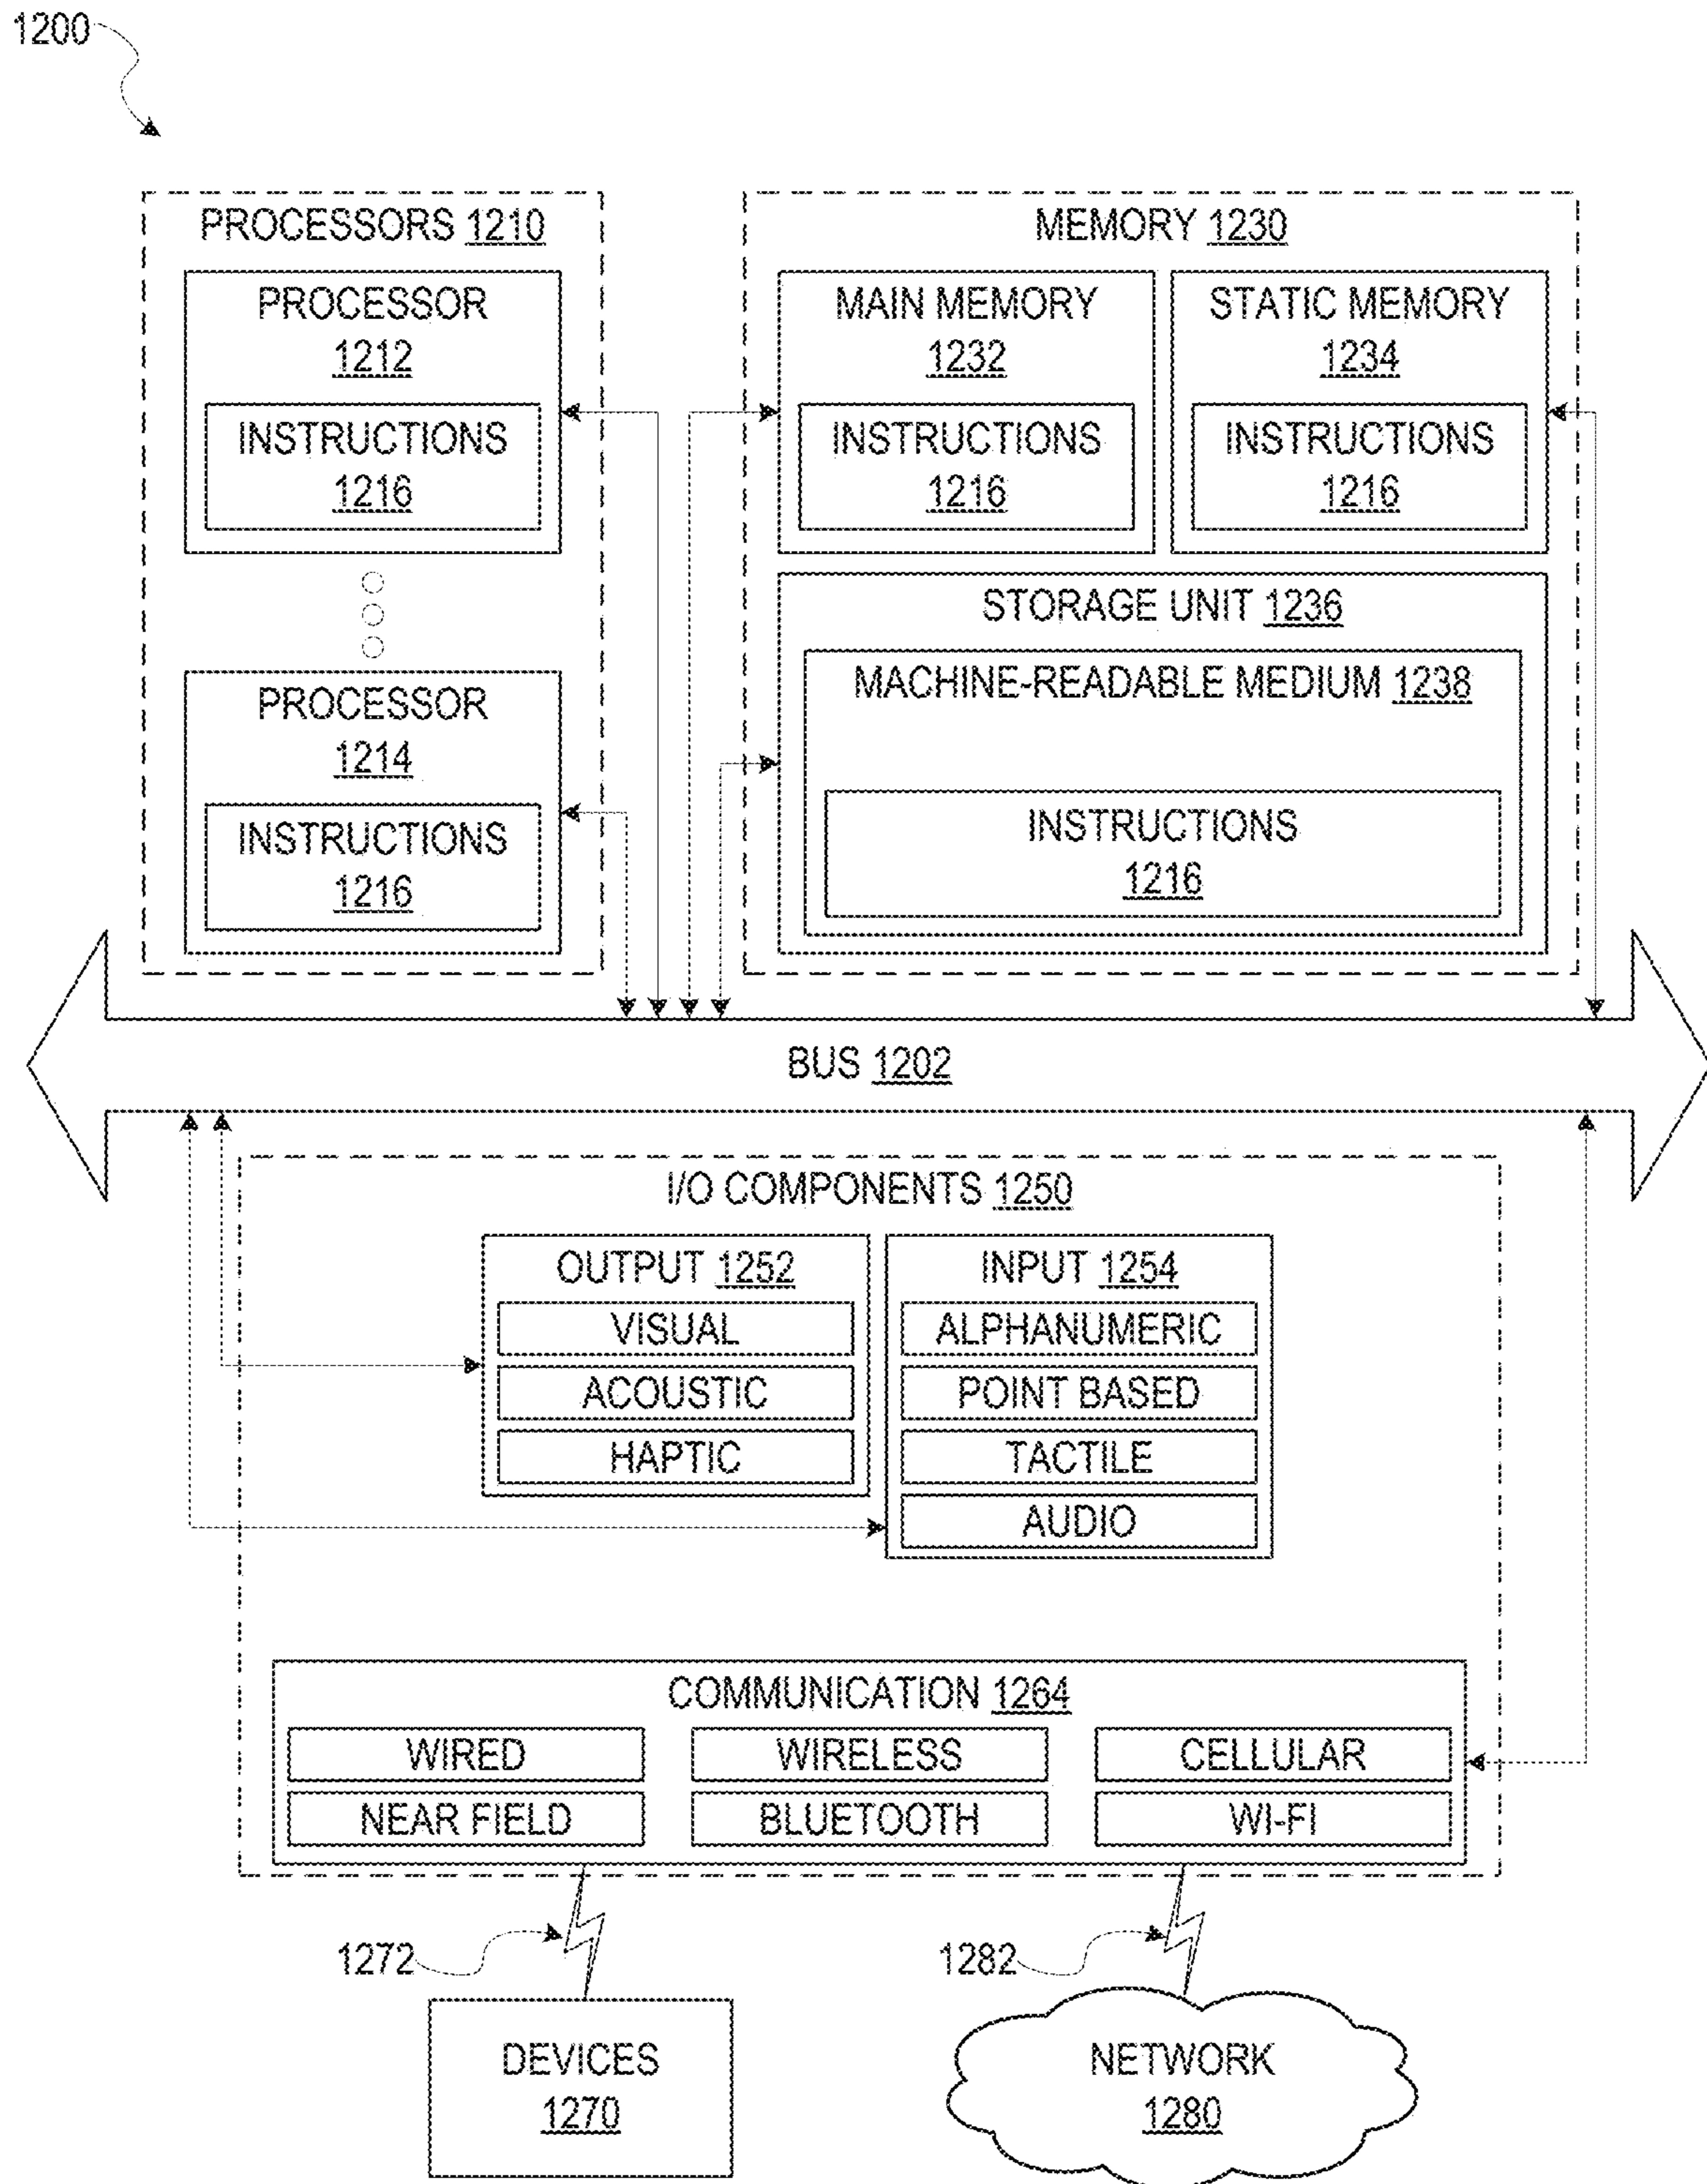 1200
PROCESSORS 1210
PROCESSOR
1212
INSTRUCTIONS
1216
PROCESSOR
1214
INSTRUCTIONS
1216
MEMORY 1230
MAIN MEMORY
1232
INSTRUCTIONS
1216
STATIC MEMORY
1234
INSTRUCTIONS
1216
STORAGE UNIT 1236
MACHINE-READABLE MEDIUM 1238
INSTRUCTIONS
1216
BUS 1202
I/O COMPONENTS 1250
OUTPUT 1252
VISUAL
ACOUSTIC
HAPTIC
INPUT 1254
ALPHANUMERIC
POINT BASED
TACTILE
AUDIO
COMMUNICATION 1264
WIRED
WIRELESS
CELLULAR
NEAR FIELD
BLUETOOTH
WI-FI
1272
1282
DEVICES
1270
NETWORK
1280